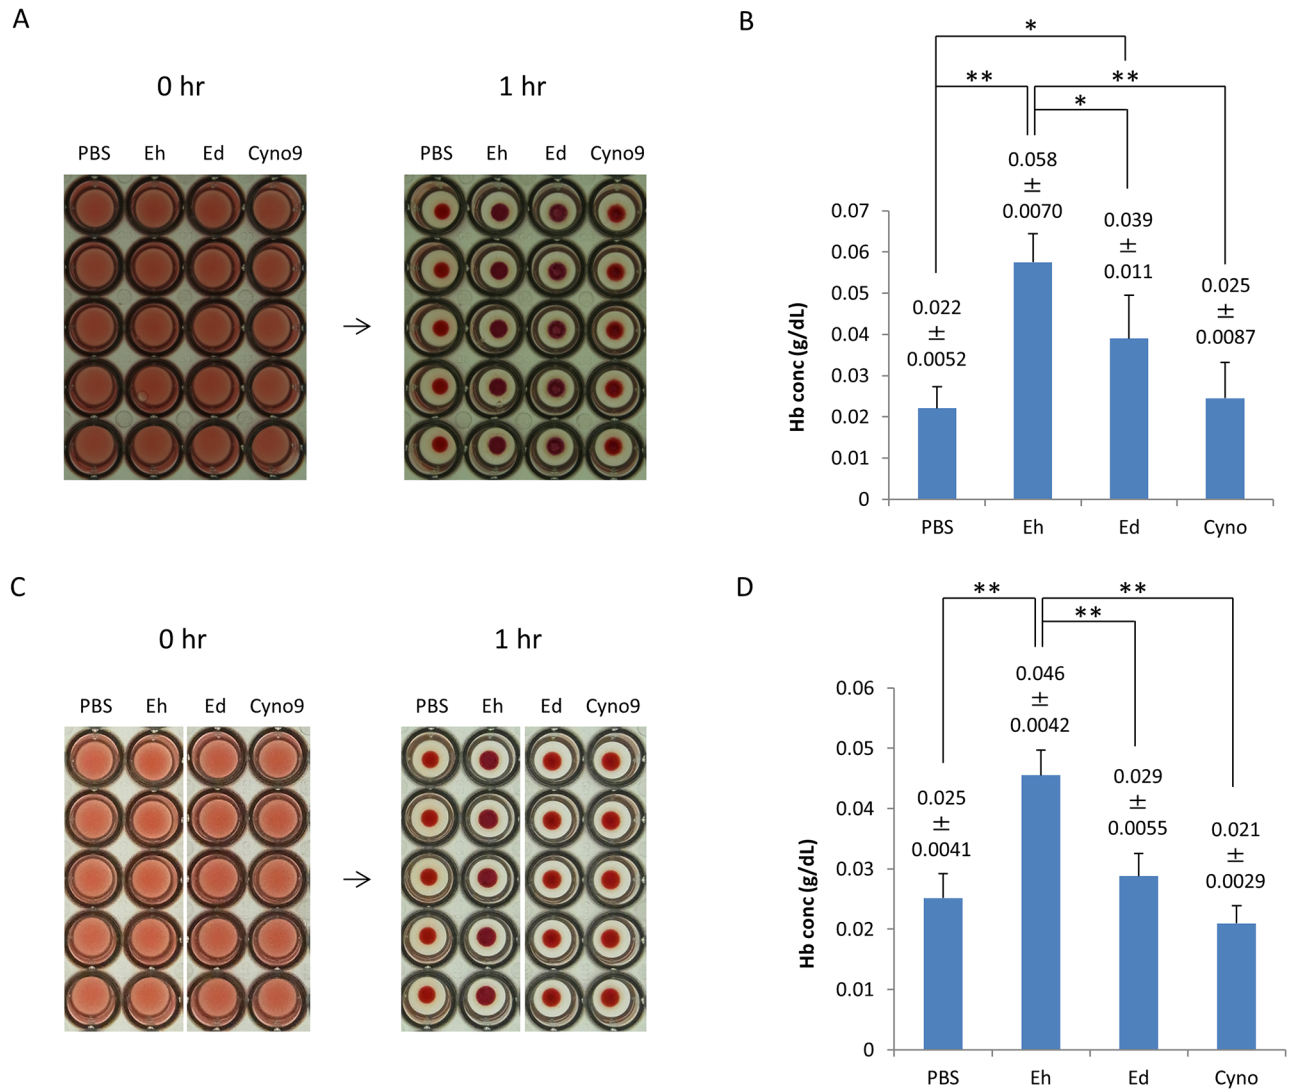 A
0 hr
1 hr
PBS Eh Ed Cyno9
PBS Eh Ed Cyno9
→
B
*
** **
*
0.058
±
0.0070
0.039
±
0.011
0.025
±
0.0087
0.022
±
0.0052
Hb conc (g/dL)
0.07
0.06
0.05
0.04
0.03
0.02
0.01
0
PBS Eh Ed Cyno
C
0 hr
1 hr
PBS Eh Ed Cyno9
PBS Eh Ed Cyno9
→
D
** **
**
0.046
±
0.0042
0.029
±
0.0055
0.025
±
0.0041
0.021
±
0.0029
Hb conc (g/dL)
0.06
0.05
0.04
0.03
0.02
0.01
0
PBS Eh Ed Cyno